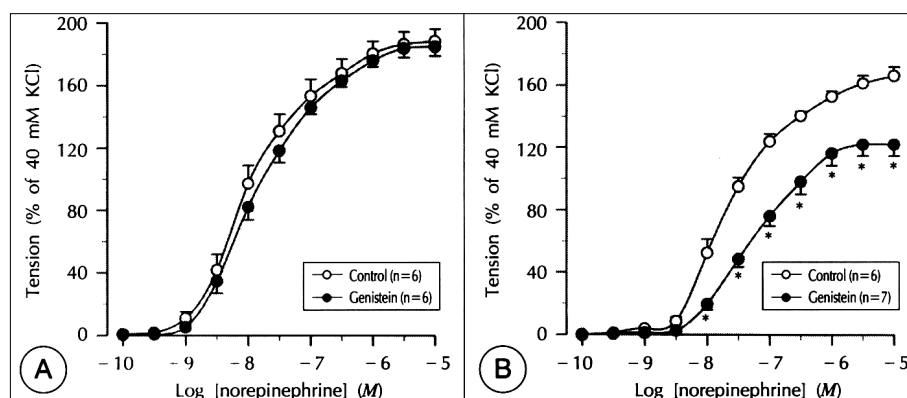 200
160
120
80
40
0
Tension (% of 40 mM KCl)
Control (n=6)
Genistein (n=6)
-10 -9 -8 -7 -6 -5
Log [norepinephrine] (M)
A
200
160
120
80
40
0
Tension (% of 40 mM KCl)
Control (n=6)
Genistein (n=7)
* * * * * * *
-10 -9 -8 -7 -6 -5
Log [norepinephrine] (M)
B